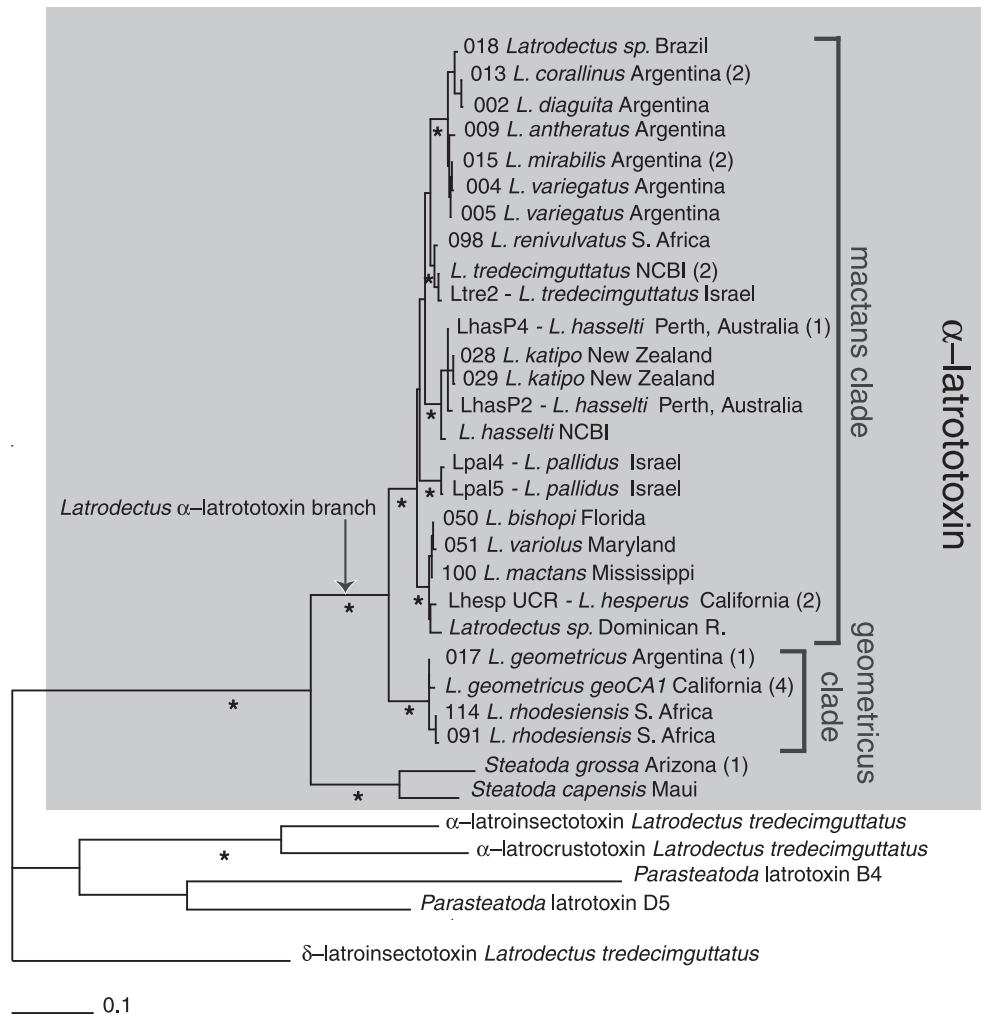 018 Latrodectus sp. Brazil
013 L. corallinus Argentina (2)
002 L. diaguita Argentina
009 L. antheratus Argentina
*
015 L. mirabilis Argentina (2)
004 L. variegatus Argentina
005 L. variegatus Argentina
098 L. renivulvatus S. Africa
*
L. tredecimguttatus NCBI (2)
Ltre2 - L. tredecimguttatus Israel
LhasP4 - L. hasselti Perth, Australia (1)
028 L. katipo New Zealand
029 L. katipo New Zealand
LhasP2 - L. hasselti Perth, Australia
*
L. hasselti NCBI
Lpal4 - L. pallidus Israel
Lpal5 - L. pallidus Israel
*
*
Latrodectus α–latrototoxin branch
050 L. bishopi Florida
051 L. variolus Maryland
100 L. mactans Mississippi
*
Lhesp UCR - L. hesperus California (2)
*
Latrodectus sp. Dominican R.
017 L. geometricus Argentina (1)
L. geometricus geoCA1 California (4)
*
114 L. rhodesiensis S. Africa
*
091 L. rhodesiensis S. Africa
Steatoda grossa Arizona (1)
*
Steatoda capensis Maui
mactans clade
geometricus
clade
α–latrototoxin
α–latroinsectotoxin Latrodectus tredecimguttatus
*
α–latrocrustotoxin Latrodectus tredecimguttatus
Parasteatoda latrotoxin B4
Parasteatoda latrotoxin D5
δ–latroinsectotoxin Latrodectus tredecimguttatus
0.1